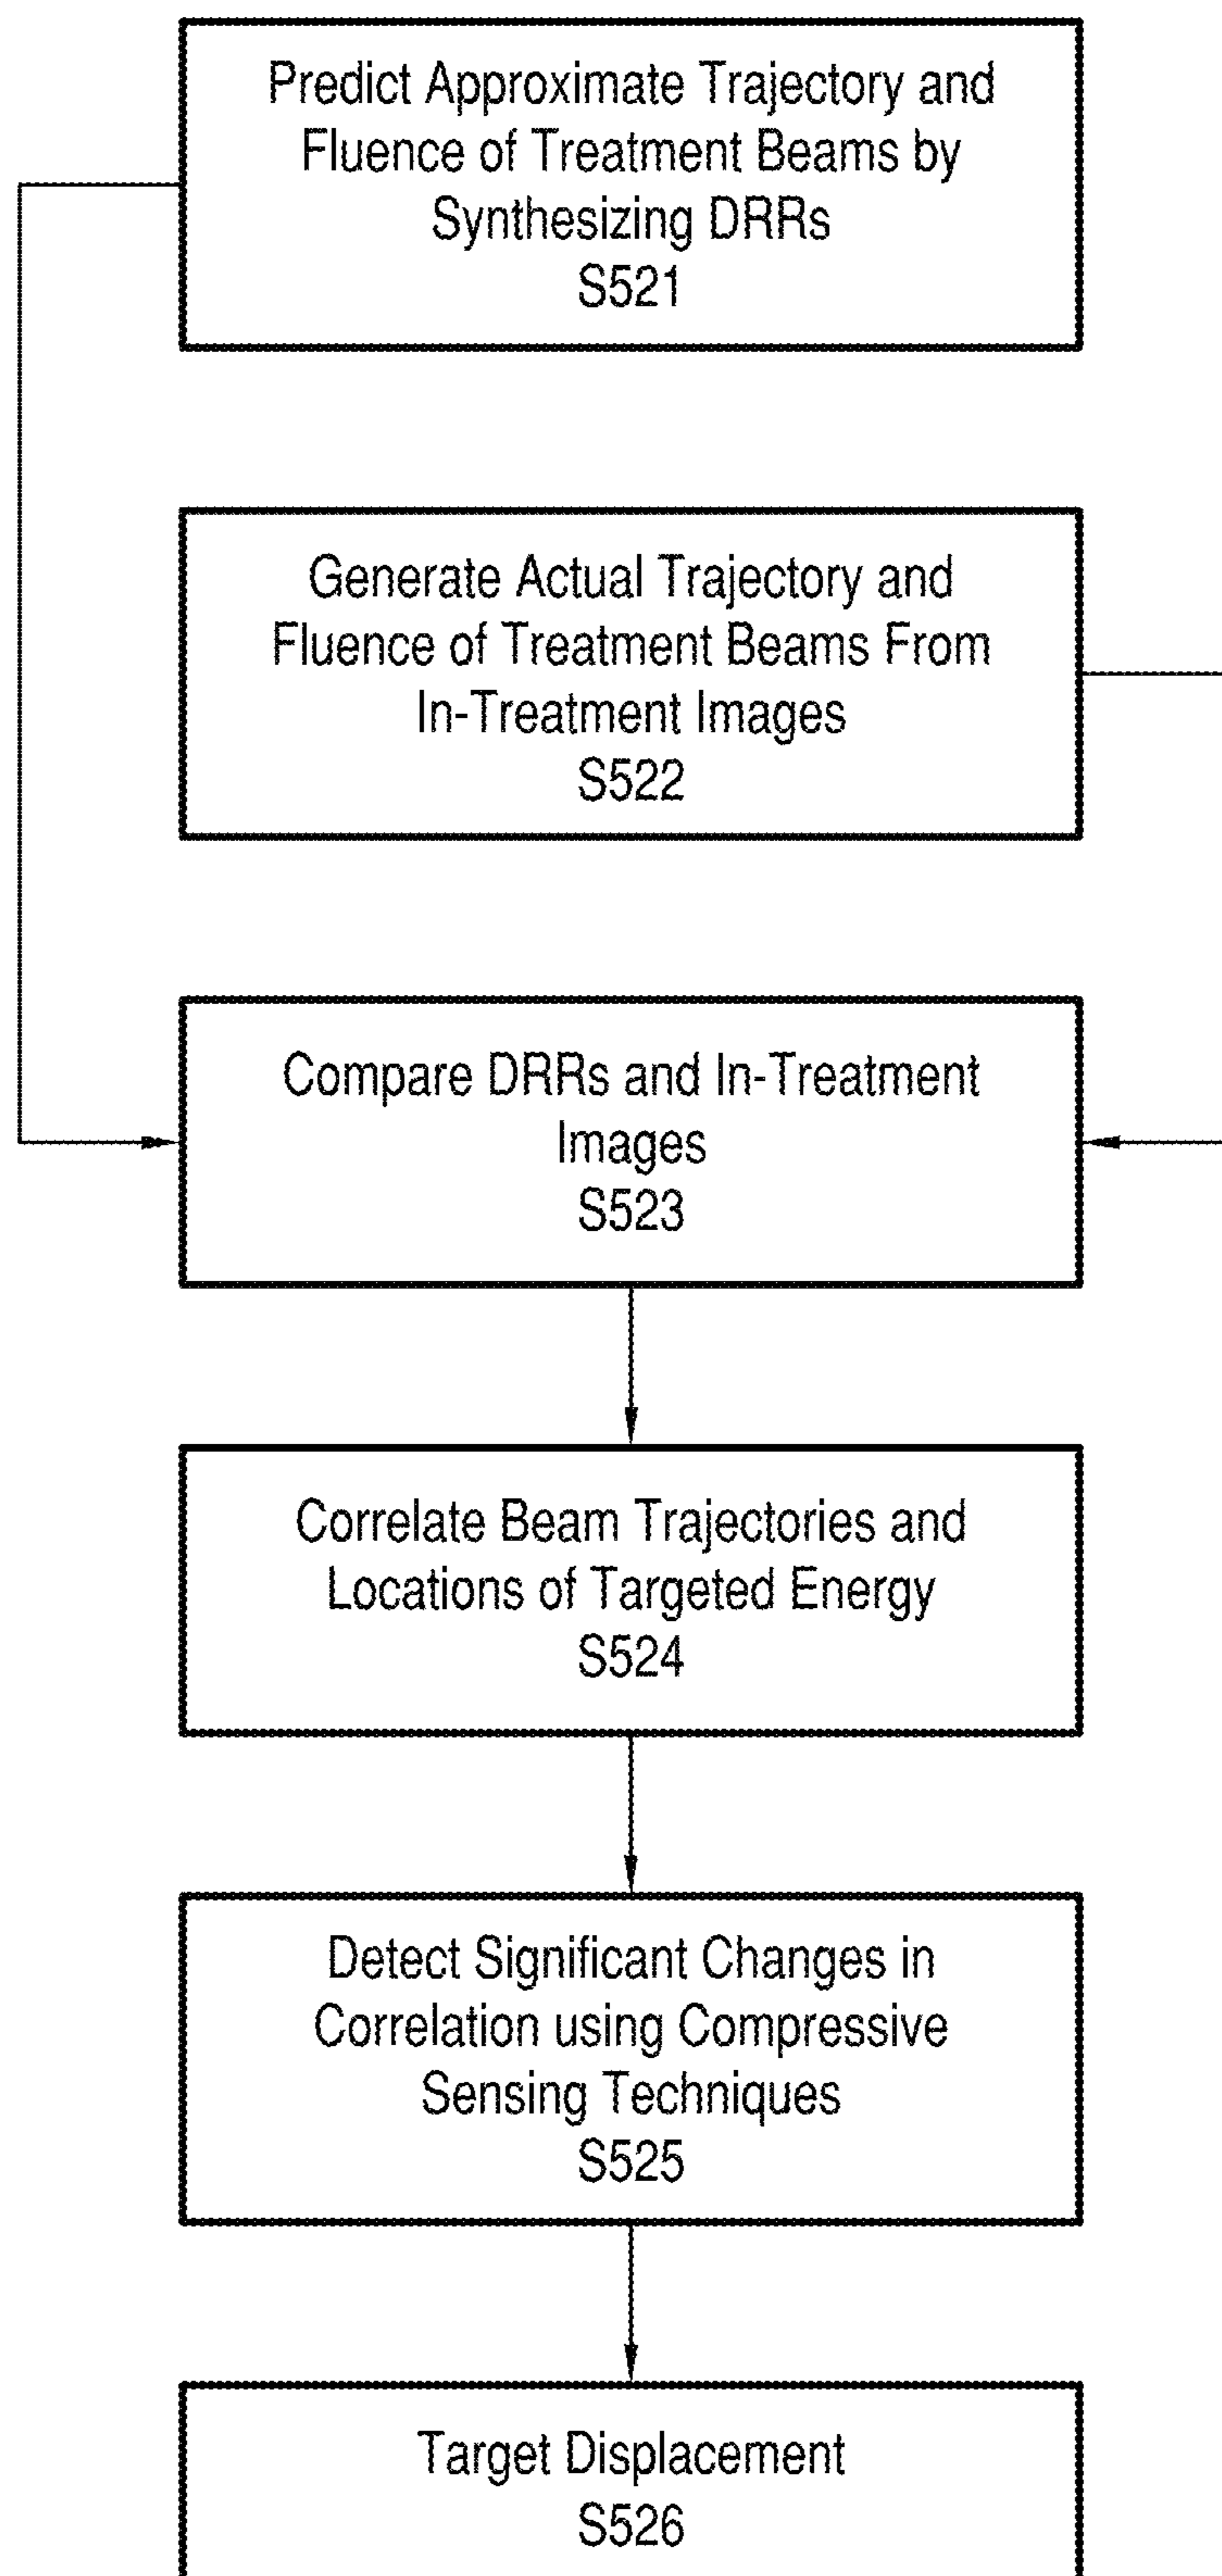 Predict Approximate Trajectory and
Fluence of Treatment Beams by
Synthesizing DRRs
S521
Generate Actual Trajectory and
Fluence of Treatment Beams From
In-Treatment Images
S522
Compare DRRs and In-Treatment
Images
S523
Correlate Beam Trajectories and
Locations of Targeted Energy
S524
Detect Significant Changes in
Correlation using Compressive
Sensing Techniques
S525
Target Displacement
S526